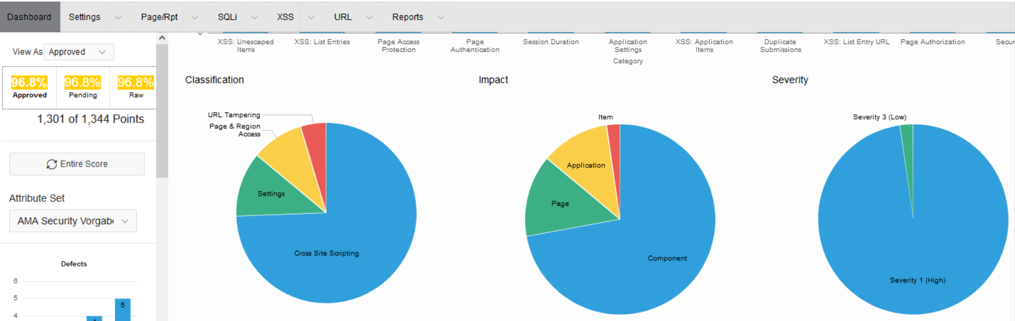 Dashboard Settings Page/Rpt SQLi XSS URL Reports
View As Approved
96.8% 96.8% 96.8%
Approved Pending Raw
1,301 of 1,344 Points
Entire Score
Attribute Set
AMA Security Vorgab
Defects
6
5
4
5
XSS: Unescaped Items
XSS: List Entries
Page Access Protection
Page Authentication
Session Duration
Application Settings
XSS: Application Items
Duplicate Submissions
XSS: List Entry URL
Page Authorization
Secur
Category
Classification
URL Tampering
Page & Region
Access
Settings
Cross Site Scripting
Impact
Item
Application
Page
Component
Severity
Severity 3 (Low)
Severity 1 (High)